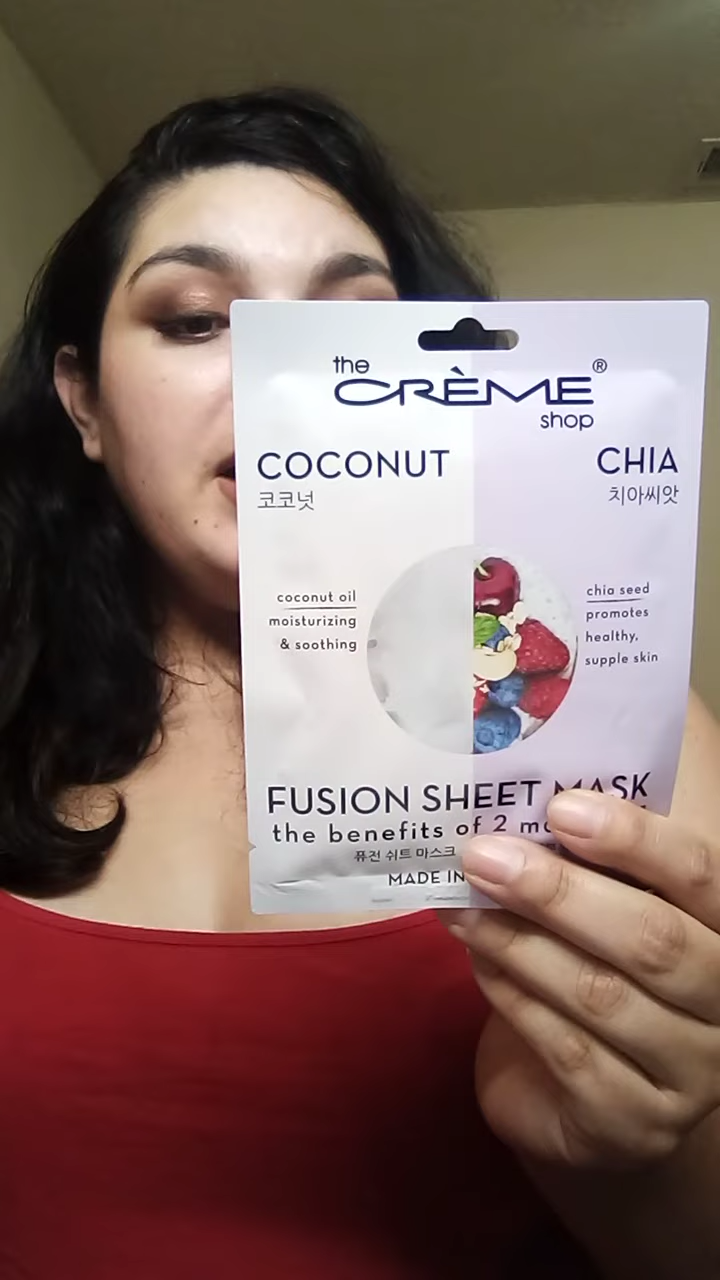 the
CRÈME®
shop
COCONUT
코코넛
CHIA
치아씨앗
coconut oil
moisturizing
& soothing
chia seed
promotes
healthy,
supple skin
FUSION SHEET MASK
the benefits of 2
퓨전 쉬트 마스크
MADE IN